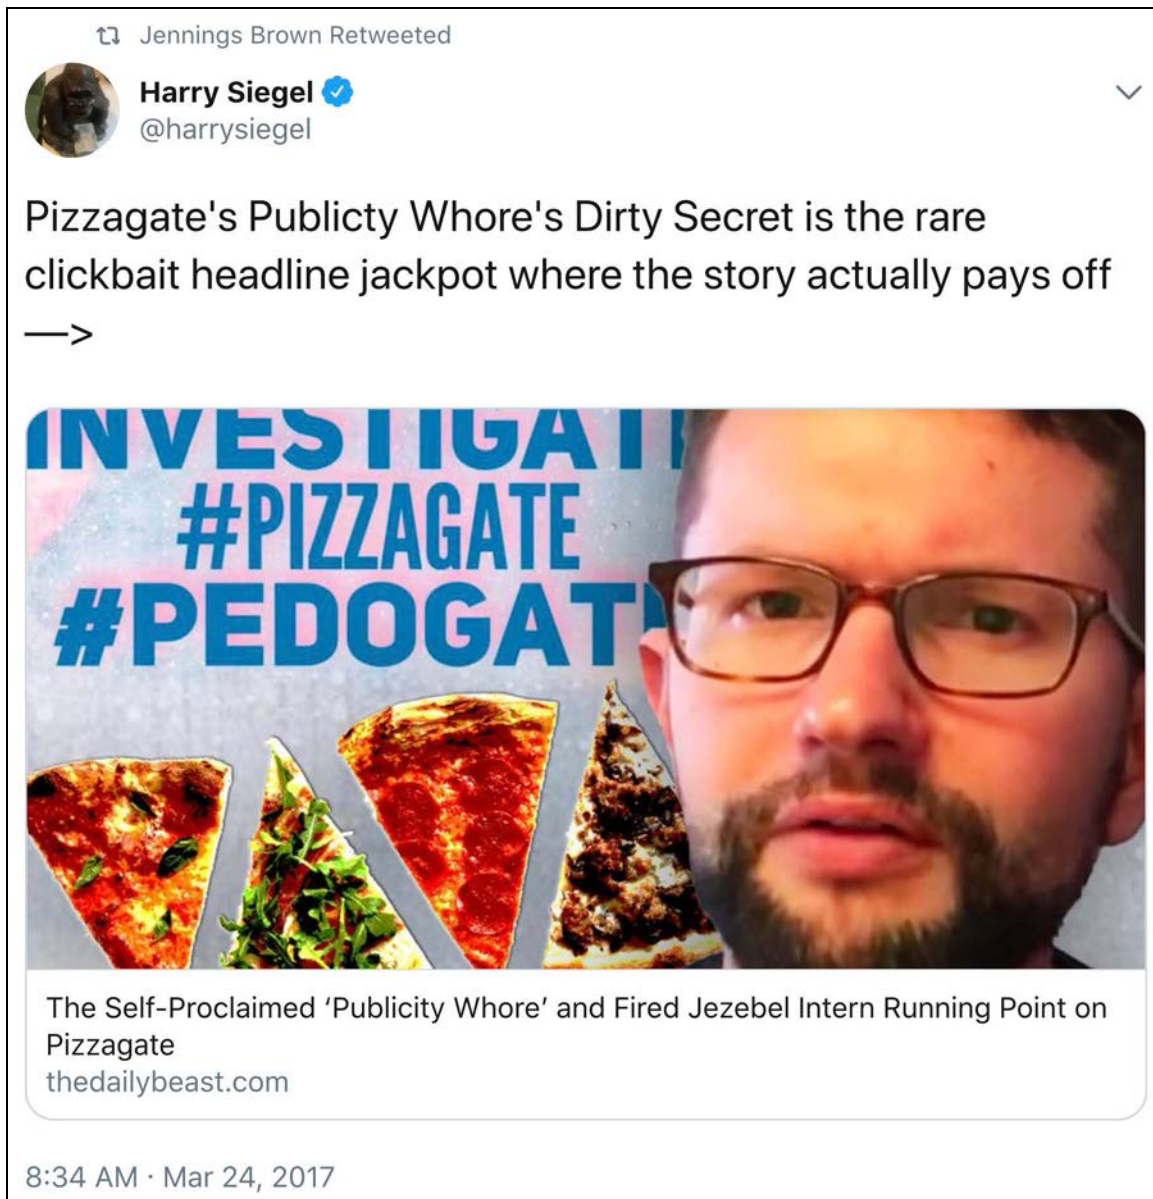 Jennings Brown Retweeted
Harry Siegel
@harrysiegel
Pizzagate's Publicty Whore's Dirty Secret is the rare
clickbait headline jackpot where the story actually pays off
—>
INVESTIGATE
#PIZZAGATE
#PEDOGAT
The Self-Proclaimed ‘Publicity Whore’ and Fired Jezebel Intern Running Point on
Pizzagate
thedailybeast.com
8:34 AM · Mar 24, 2017